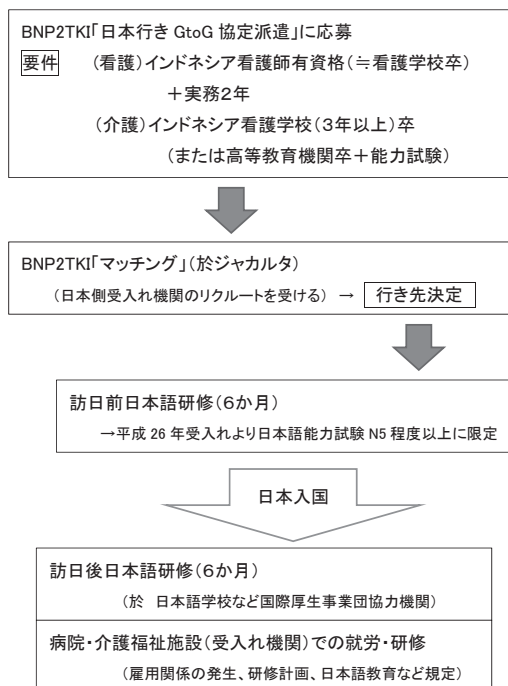 BNP2TKI「日本行き GtoG 協定派遣」に応募
要件 (看護)インドネシア看護師有資格(≒看護学校卒)
+実務2年
(介護)インドネシア看護学校(3年以上)卒
(または高等教育機関卒+能力試験)
BNP2TKI「マッチング」(於ジャカルタ)
(日本側受入れ機関のリクルートを受ける) → 行き先決定
訪日前日本語研修(6か月)
→平成 26 年受入れより日本語能力試験 N5 程度以上に限定
日本入国
訪日後日本語研修(6か月)
(於 日本語学校など国際厚生事業団協力機関)
病院・介護福祉施設(受入れ機関)での就労・研修
(雇用関係の発生、研修計画、日本語教育など規定)